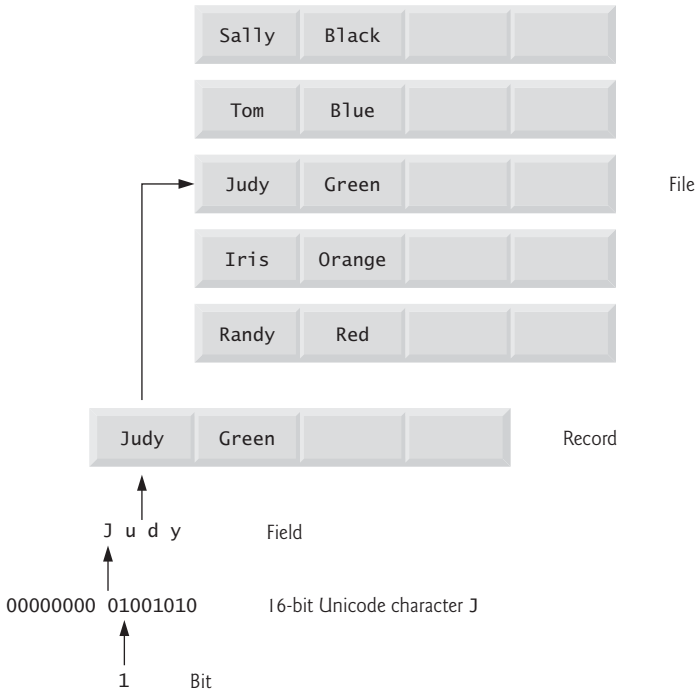 Sally Black
Tom Blue
Judy Green File
Iris Orange
Randy Red
Judy Green Record
J u d y Field
00000000 01001010 16-bit Unicode character J
1 Bit